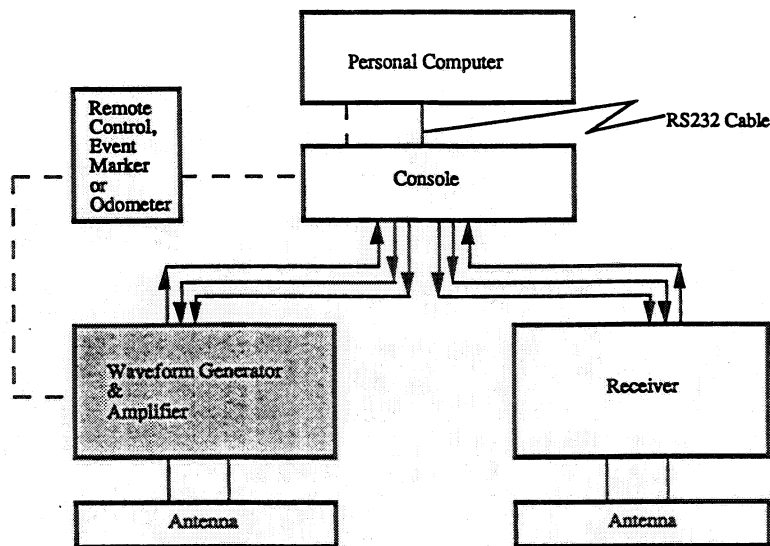 Personal Computer
Remote
Control,
Event
Marker
or
Odometer
RS232 Cable
Console
Waveform Generator
&
Amplifier
Receiver
Antenna
Antenna